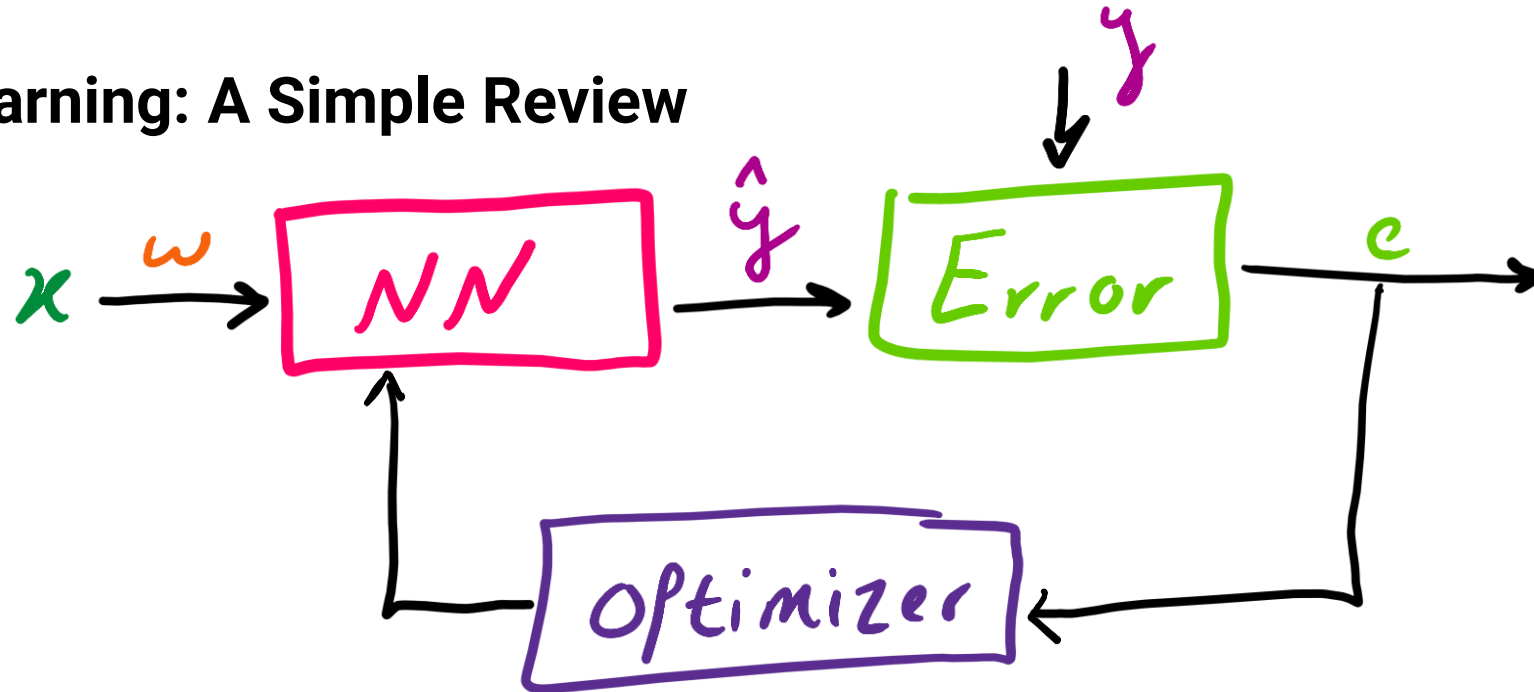 arning: A Simple Review
y
x
ω
NN
ŷ
Error
e
Optimizer